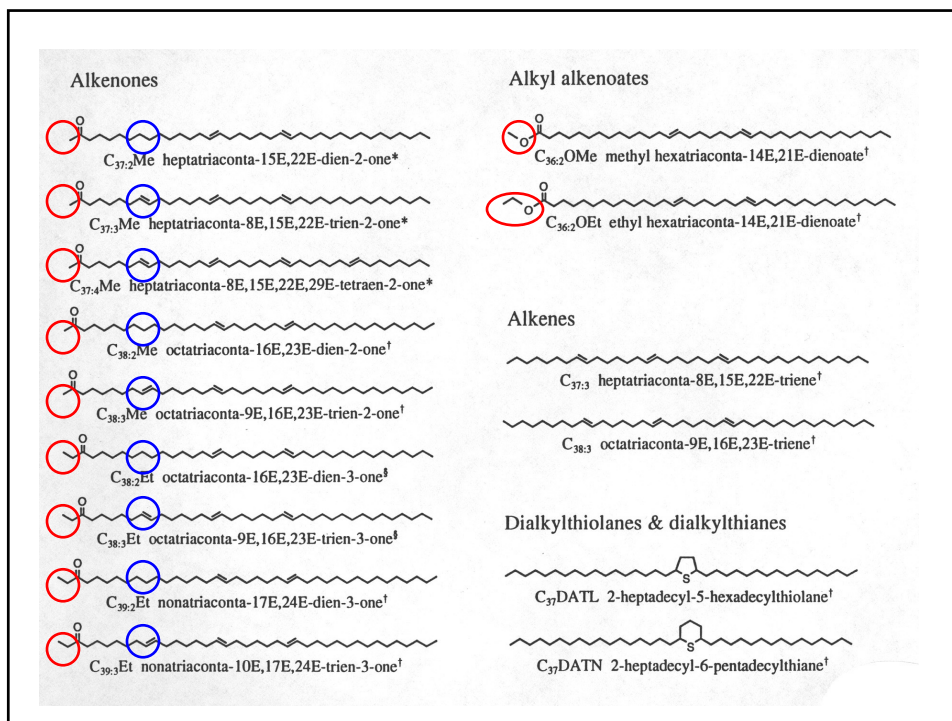 Alkenones
O
C37:2Me heptatriaconta-15E,22E-dien-2-one*
O
C37:3Me heptatriaconta-8E,15E,22E-trien-2-one*
O
C37:4Me heptatriaconta-8E,15E,22E,29E-tetraen-2-one*
O
C38:2Me octatriaconta-16E,23E-dien-2-one†
O
C38:3Me octatriaconta-9E,16E,23E-trien-2-one†
O
C38:2Et octatriaconta-16E,23E-dien-3-one§
O
C38:3Et octatriaconta-9E,16E,23E-trien-3-one§
O
C39:2Et nonatriaconta-17E,24E-dien-3-one†
O
C39:3Et nonatriaconta-10E,17E,24E-trien-3-one†
Alkyl alkenoates
O
O
C36:2OMe methyl hexatriaconta-14E,21E-dienoate†
O
O
C36:2OEt ethyl hexatriaconta-14E,21E-dienoate†
Alkenes
C37:3 heptatriaconta-8E,15E,22E-triene†
C38:3 octatriaconta-9E,16E,23E-triene†
Dialkylthiolanes & dialkylthianes
S
C37DATL 2-heptadecyl-5-hexadecylthiolane†
S
C37DATN 2-heptadecyl-6-pentadecylthiane†